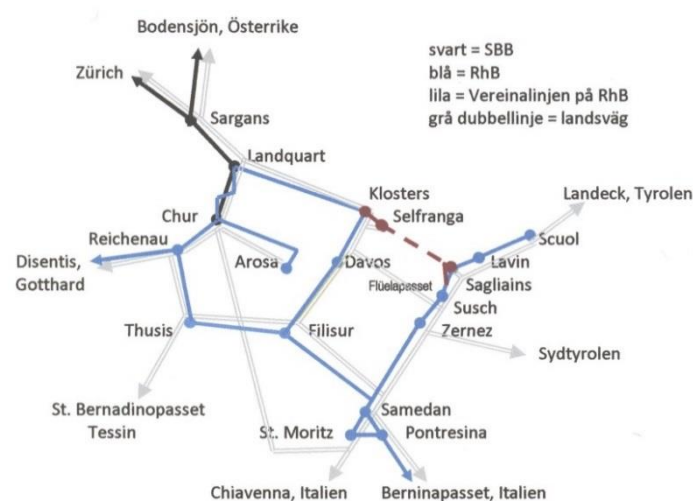 Bodensjön, Österrike
Zürich
svart = SBB
blå = RhB
lila = Vereinalinjen på RhB
grå dubbellinje = landsväg
Sargans
Landquart
Klosters
Selfranga
Landeck, Tyrolen
Chur
Reichenau
Scuol
Disentis,
Gotthard
Arosa
Davos
Lavin
Flüelapasset
Sagliains
Susch
Thusis
Filisur
Zernez
Sydtyrolen
St. Bernadinopasset
Tessin
Samedan
St. Moritz
Pontresina
Chiavenna, Italien
Berninapasset, Italien